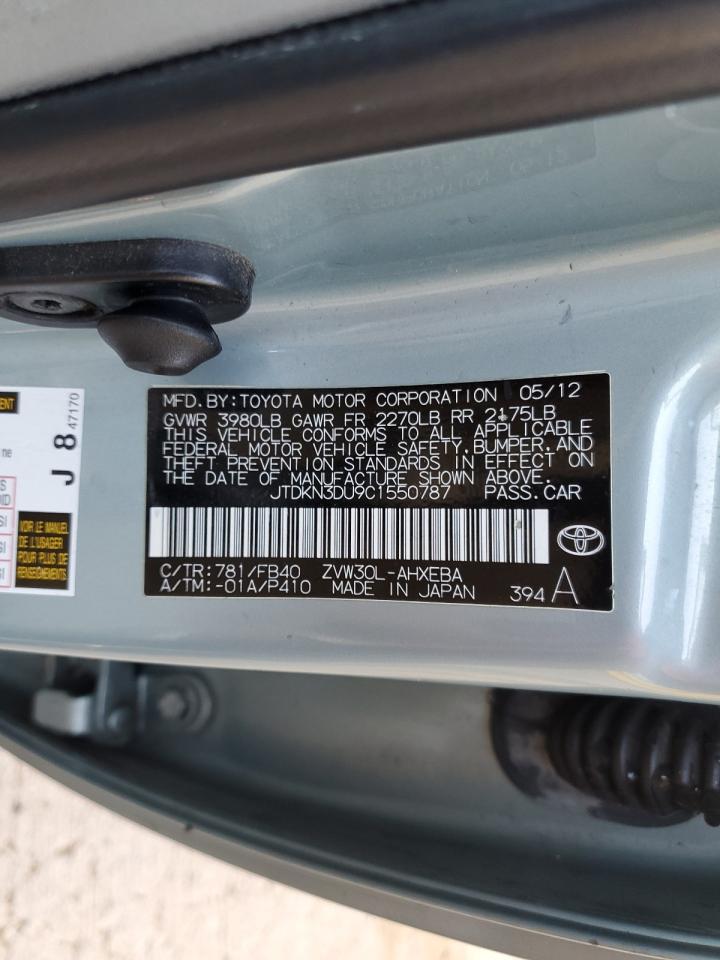 MFD. BY: TOYOTA MOTOR CORPORATION 05/12
GVWR 3980LB GAWR FR 2270LB RR 2175LB
THIS VEHICLE CONFORMS TO ALL APPLICABLE
FEDERAL MOTOR VEHICLE SAFETY, BUMPER, AND
THEFT PREVENTION STANDARDS IN EFFECT ON
THE DATE OF MANUFACTURE SHOWN ABOVE.
JTDKN3DU9C1550787 PASS. CAR
C/TR: 781/FB40 ZVW30L-AHXEBA
A/TM: -01A/P410 MADE IN JAPAN 394 A
J 8 47170
ne
VOIR LE MANUEL
DE L'USAGER
POUR PLUS DE
RENSEIGNEMENTS